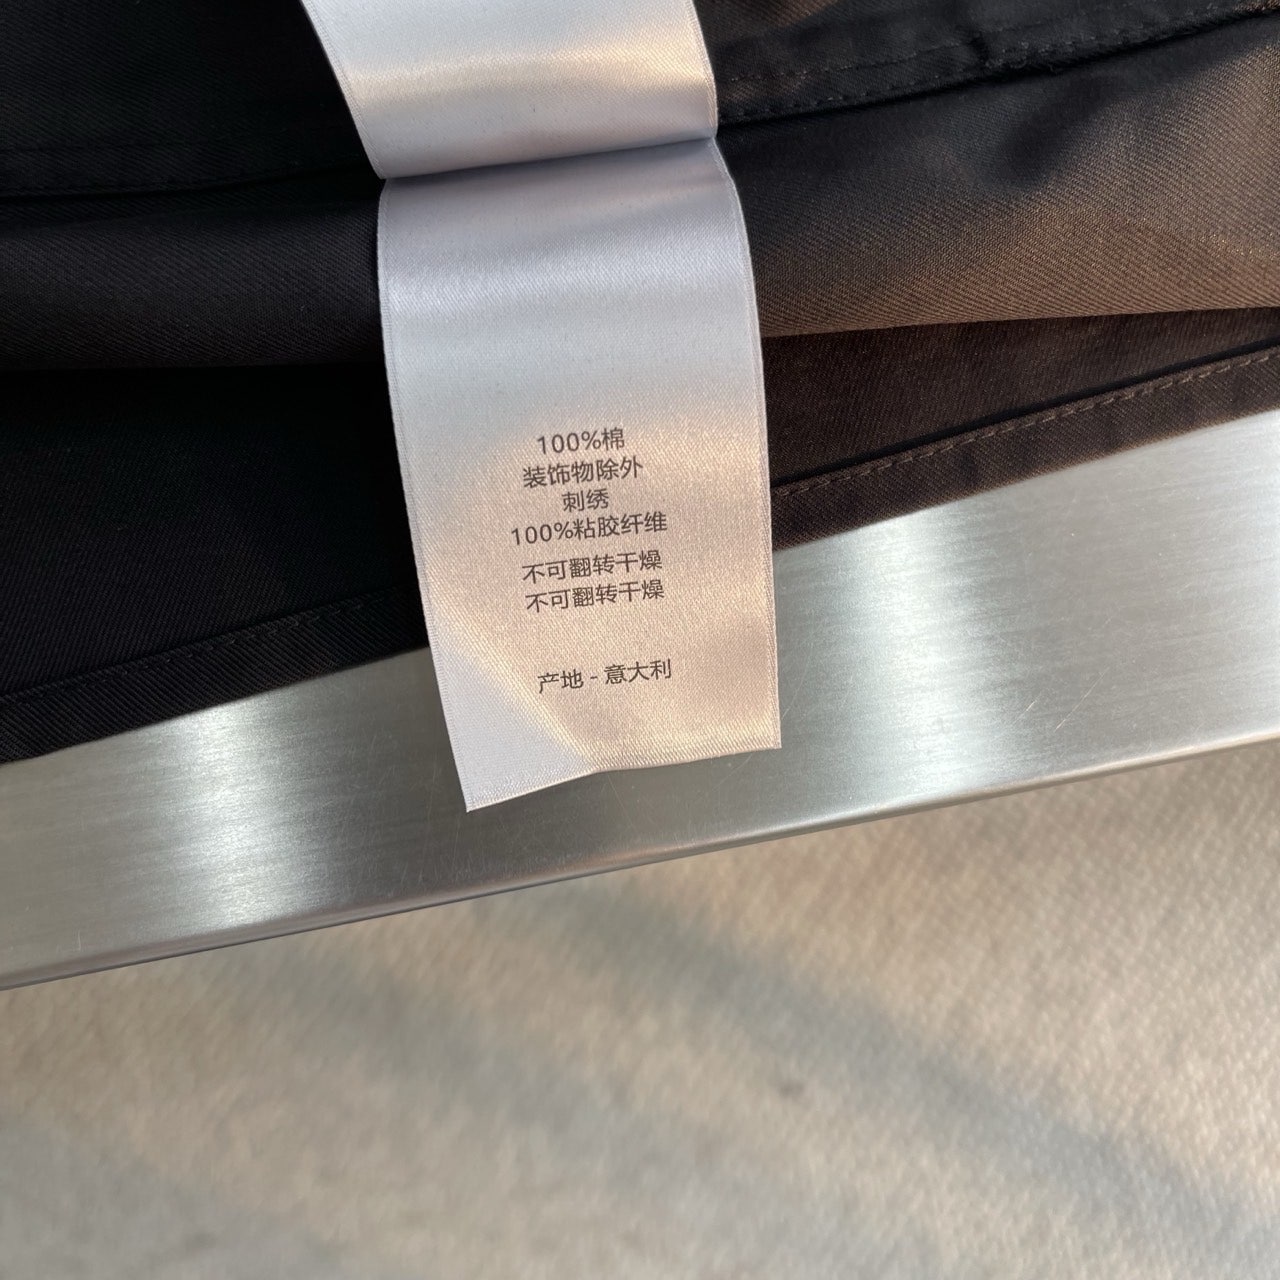 100%棉
装饰物除外
刺绣
100%粘胶纤维
不可翻转干燥
不可翻转干燥
产地 - 意大利